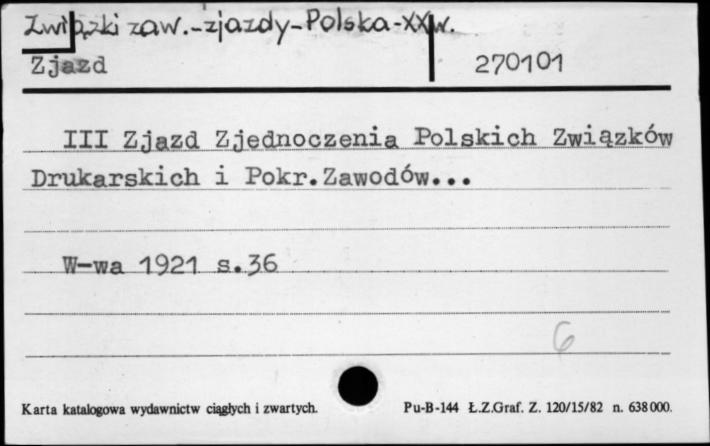 Związki zaw.-zjazdy-Polska-XXw.
Zjazd 270101
III Zjazd Zjednoczenia Polskich Związków
Drukarskich i Pokr.Zawodów...
W-wa 1921 s.36
6
Karta katalogowa wydawnictw ciągłych i zwartych. Pu-B-144 Ł.Z.Graf. Z. 120/15/82 n. 638000.